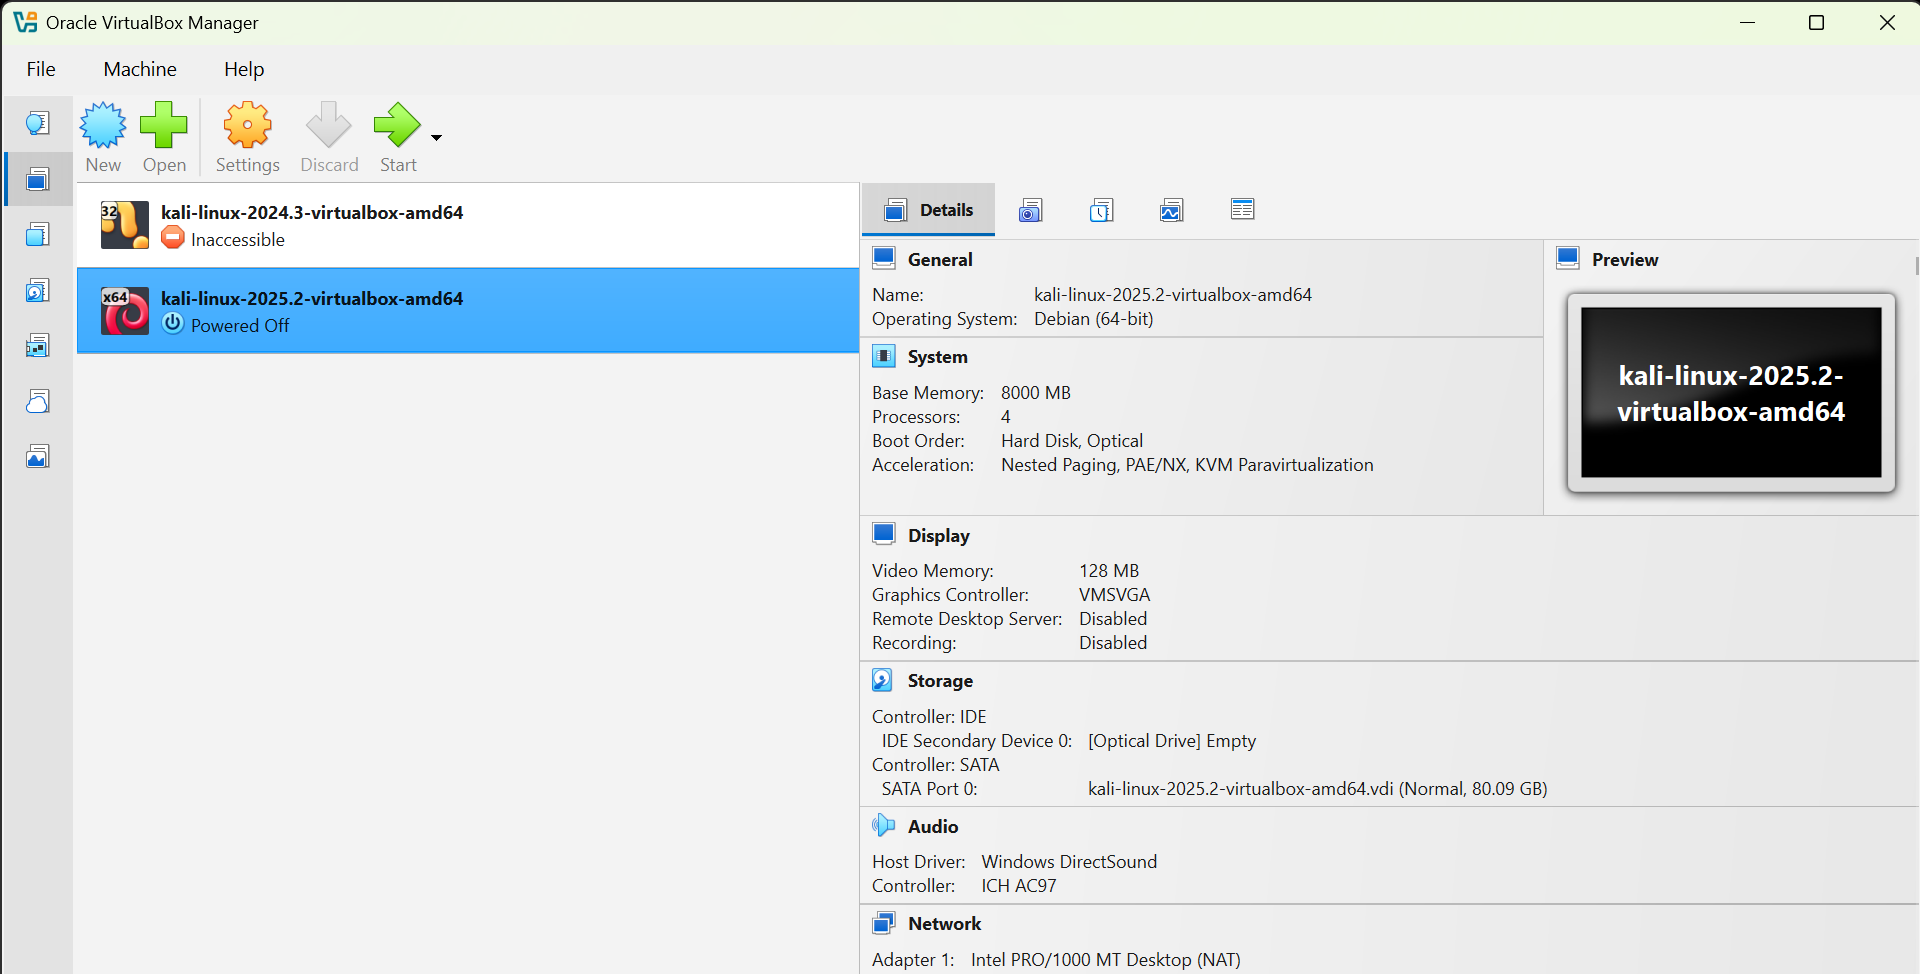 Oracle VirtualBox Manager
File Machine Help
New Open Settings Discard Start
32
kali-linux-2024.3-virtualbox-amd64
Inaccessible
x64
kali-linux-2025.2-virtualbox-amd64
Powered Off
Details
General
Name: kali-linux-2025.2-virtualbox-amd64
Operating System: Debian (64-bit)
Preview
kali-linux-2025.2-
virtualbox-amd64
System
Base Memory: 8000 MB
Processors: 4
Boot Order: Hard Disk, Optical
Acceleration: Nested Paging, PAE/NX, KVM Paravirtualization
Display
Video Memory: 128 MB
Graphics Controller: VMSVGA
Remote Desktop Server: Disabled
Recording: Disabled
Storage
Controller: IDE
IDE Secondary Device 0: [Optical Drive] Empty
Controller: SATA
SATA Port 0: kali-linux-2025.2-virtualbox-amd64.vdi (Normal, 80.09 GB)
Audio
Host Driver: Windows DirectSound
Controller: ICH AC97
Network
Adapter 1: Intel PRO/1000 MT Desktop (NAT)